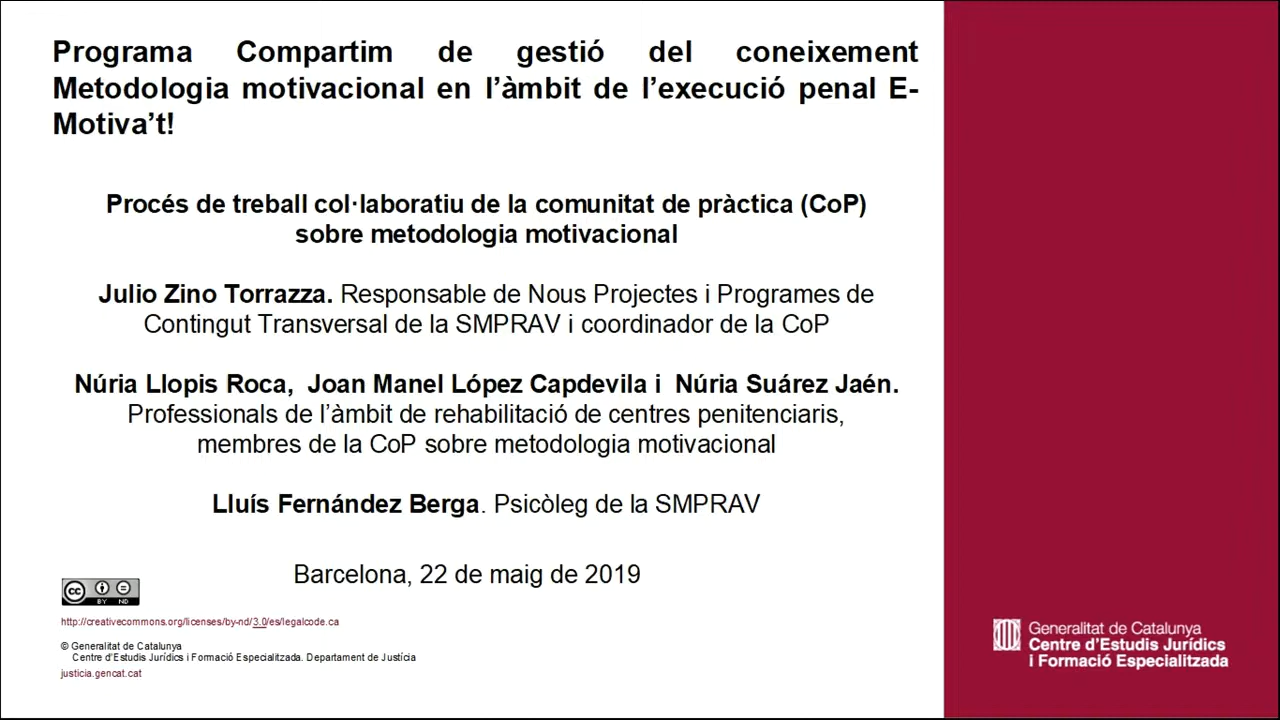 Programa Compartim de gestió del coneixement
Metodologia motivacional en l’àmbit de l’execució penal E-
Motiva’t!
Procés de treball col·laboratiu de la comunitat de pràctica (CoP)
sobre metodologia motivacional
Julio Zino Torrazza. Responsable de Nous Projectes i Programes de
Contingut Transversal de la SMPRAV i coordinador de la CoP
Núria Llopis Roca, Joan Manel López Capdevila i Núria Suárez Jaén.
Professionals de l’àmbit de rehabilitació de centres penitenciaris,
membres de la CoP sobre metodologia motivacional
Lluís Fernández Berga. Psicòleg de la SMPRAV
Barcelona, 22 de maig de 2019
cc BY ND
http://creativecommons.org/licenses/by-nd/3.0/es/legalcode.ca
© Generalitat de Catalunya
Centre d’Estudis Jurídics i Formació Especialitzada. Departament de Justícia
justicia.gencat.cat
Generalitat de Catalunya
Centre d’Estudis Jurídics
i Formació Especialitzada